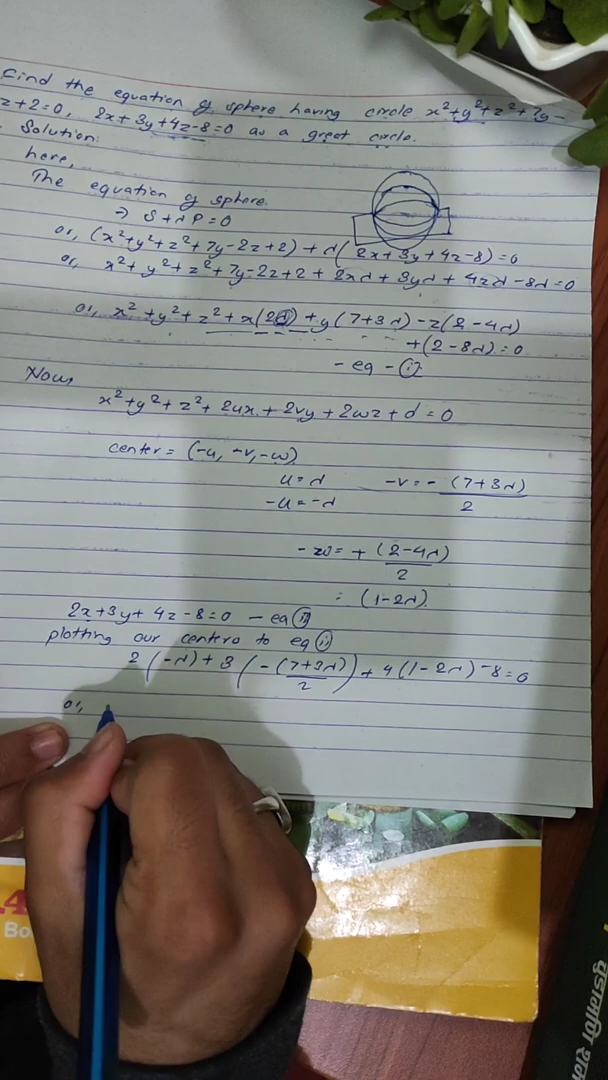 Find the equation of sphere having circle x²+y²+z²+7y-
z+2=0, 2x+3y+4z-8=0 as a great circle.
Solution:
here,
The equation of sphere.
⇒ S+λP=0
or, (x²+y²+z²+7y-2z+2) + λ(2x+3y+4z-8)=0
or, x²+y²+z²+7y-2z+2 + 2xλ + 3yλ + 4zλ -8λ=0
or, x²+y²+z²+x(2λ)+y(7+3λ)-z(2-4λ)
+(2-8λ)=0
- eq - (i)
Now,
x²+y²+z²+2ux+2vy+2wz+d=0
center = (-u, -v, -w)
u=λ -v = - (7+3λ)/2
-u=-λ
-w = + (2-4λ)/2
= (1-2λ)
2x+3y+4z-8=0 - eq (ii)
plotting our centera to eq (i)
2(-λ)+3(-(7+3λ)/2)+4(1-2λ)-8=0
or,
4
Bo